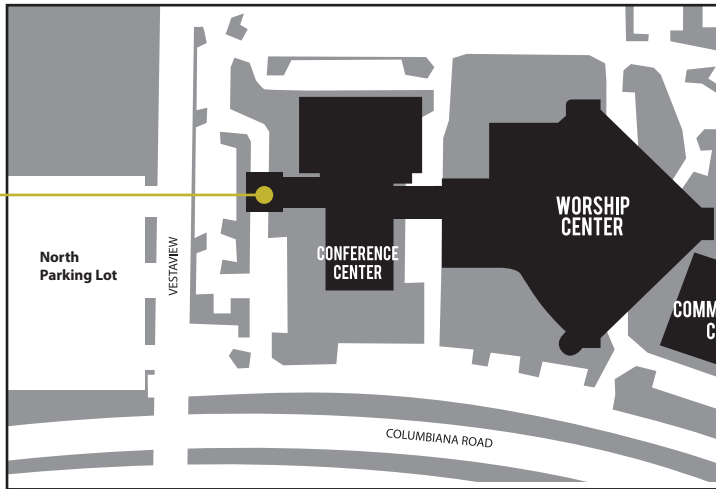 WORSHIP
CENTER
CONFERENCE
CENTER
North
Parking Lot
VESTAVIEW
COLUMBIANA ROAD